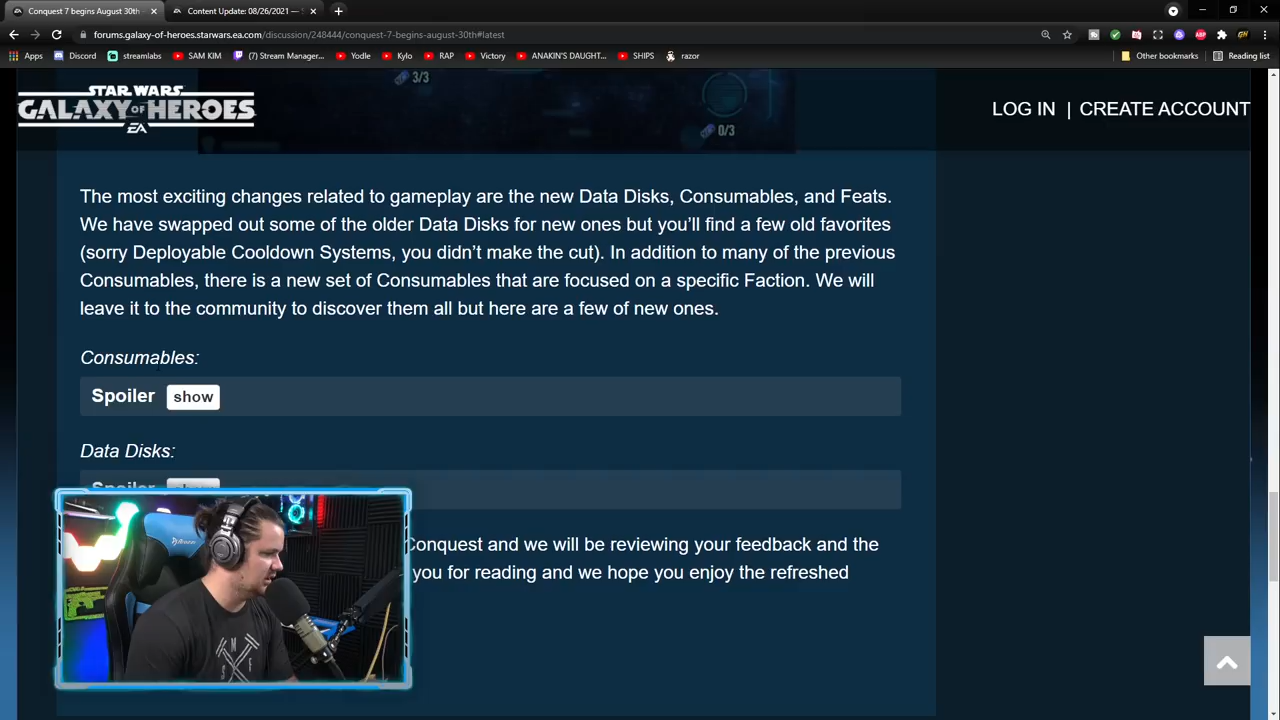 Conquest 7 begins August 30th
Content Update: 08/26/2021 —
forums.galaxy-of-heroes.starwars.ea.com/discussion/248444/conquest-7-begins-august-30th#latest
Apps
Discord
streamlabs
SAM KIM
(7) Stream Manager...
Yodle
Kylo
RAP
Victory
ANAKIN'S DAUGHT...
SHIPS
razor
Other bookmarks
Reading list
3/3
0/3
STAR WARS
GALAXY OF HEROES
EA
LOG IN | CREATE ACCOUNT
The most exciting changes related to gameplay are the new Data Disks, Consumables, and Feats.
We have swapped out some of the older Data Disks for new ones but you'll find a few old favorites
(sorry Deployable Cooldown Systems, you didn't make the cut). In addition to many of the previous
Consumables, there is a new set of Consumables that are focused on a specific Faction. We will
leave it to the community to discover them all but here are a few of new ones.
Consumables:
Spoiler show
Data Disks:
Spoiler show
Conquest and we will be reviewing your feedback and the
you for reading and we hope you enjoy the refreshed